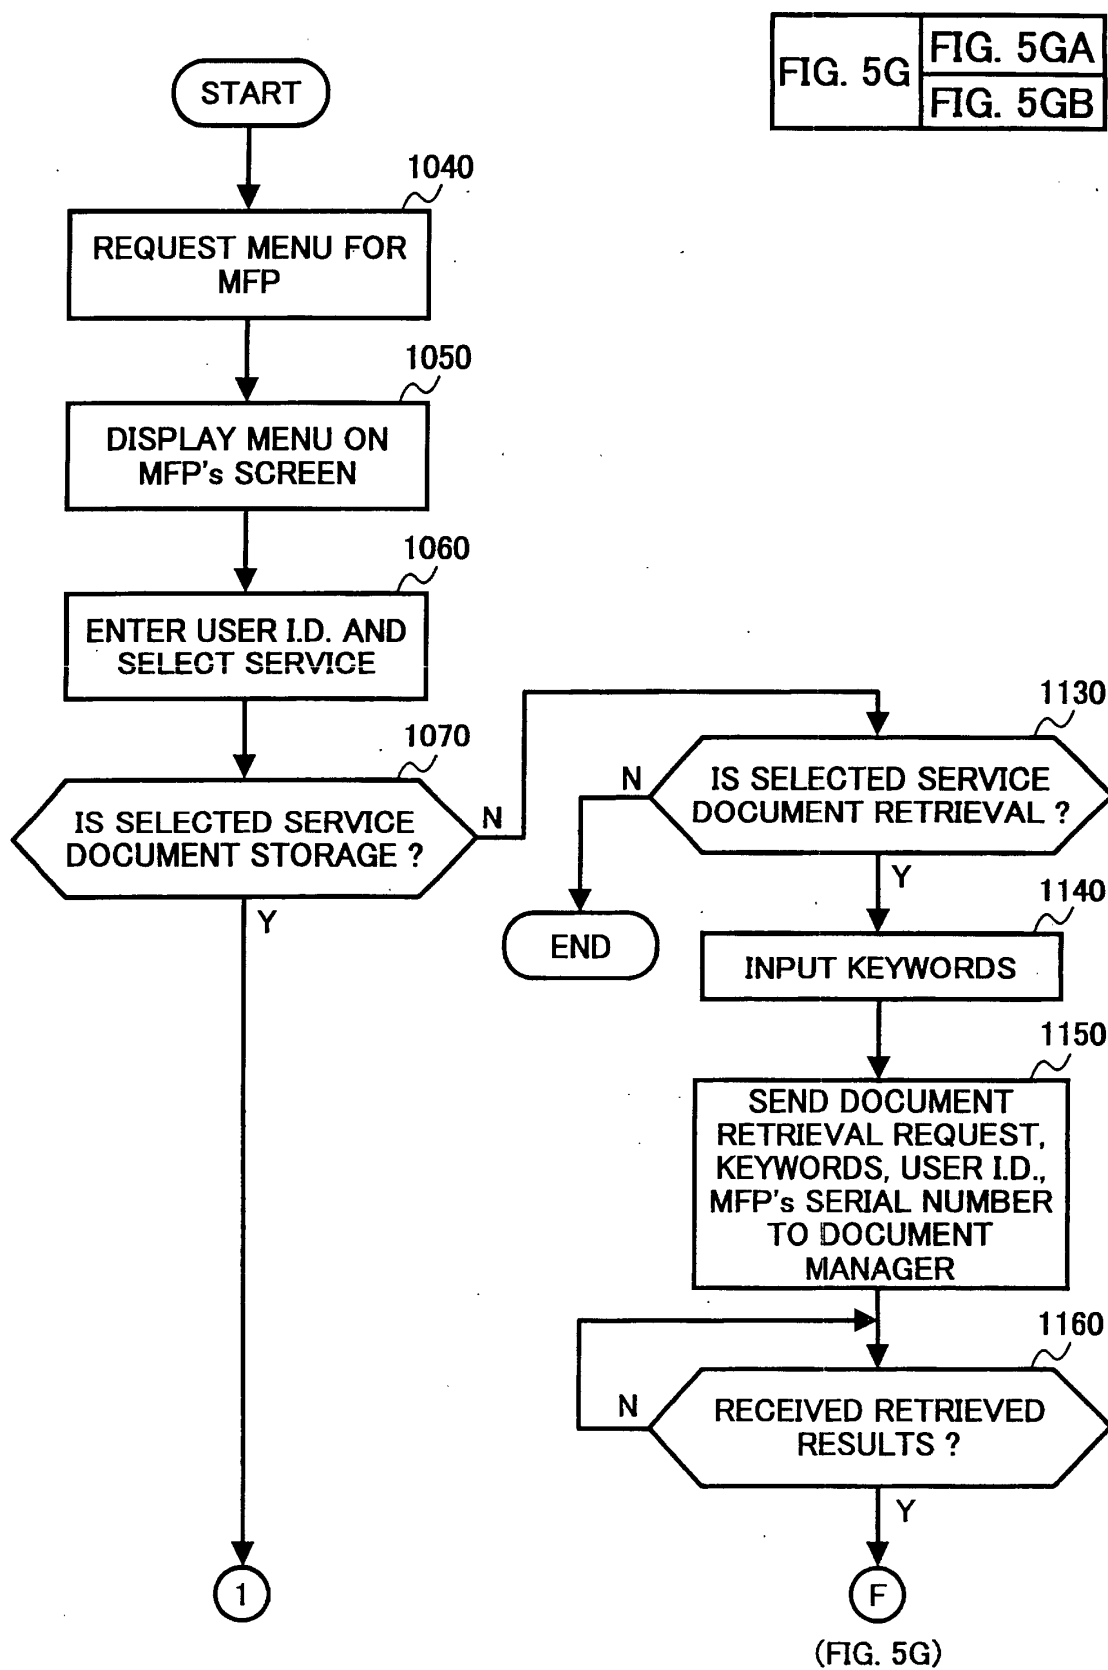 FIG. 5G
FIG. 5GA
FIG. 5GB
START
1040
REQUEST MENU FOR
MFP
1050
DISPLAY MENU ON
MFP's SCREEN
1060
ENTER USER I.D. AND
SELECT SERVICE
1070
IS SELECTED SERVICE
DOCUMENT STORAGE ?
N
Y
1
1130
IS SELECTED SERVICE
DOCUMENT RETRIEVAL ?
N
Y
END
1140
INPUT KEYWORDS
1150
SEND DOCUMENT
RETRIEVAL REQUEST,
KEYWORDS, USER I.D.,
MFP's SERIAL NUMBER
TO DOCUMENT
MANAGER
1160
RECEIVED RETRIEVED
RESULTS ?
N
Y
F
(FIG. 5G)